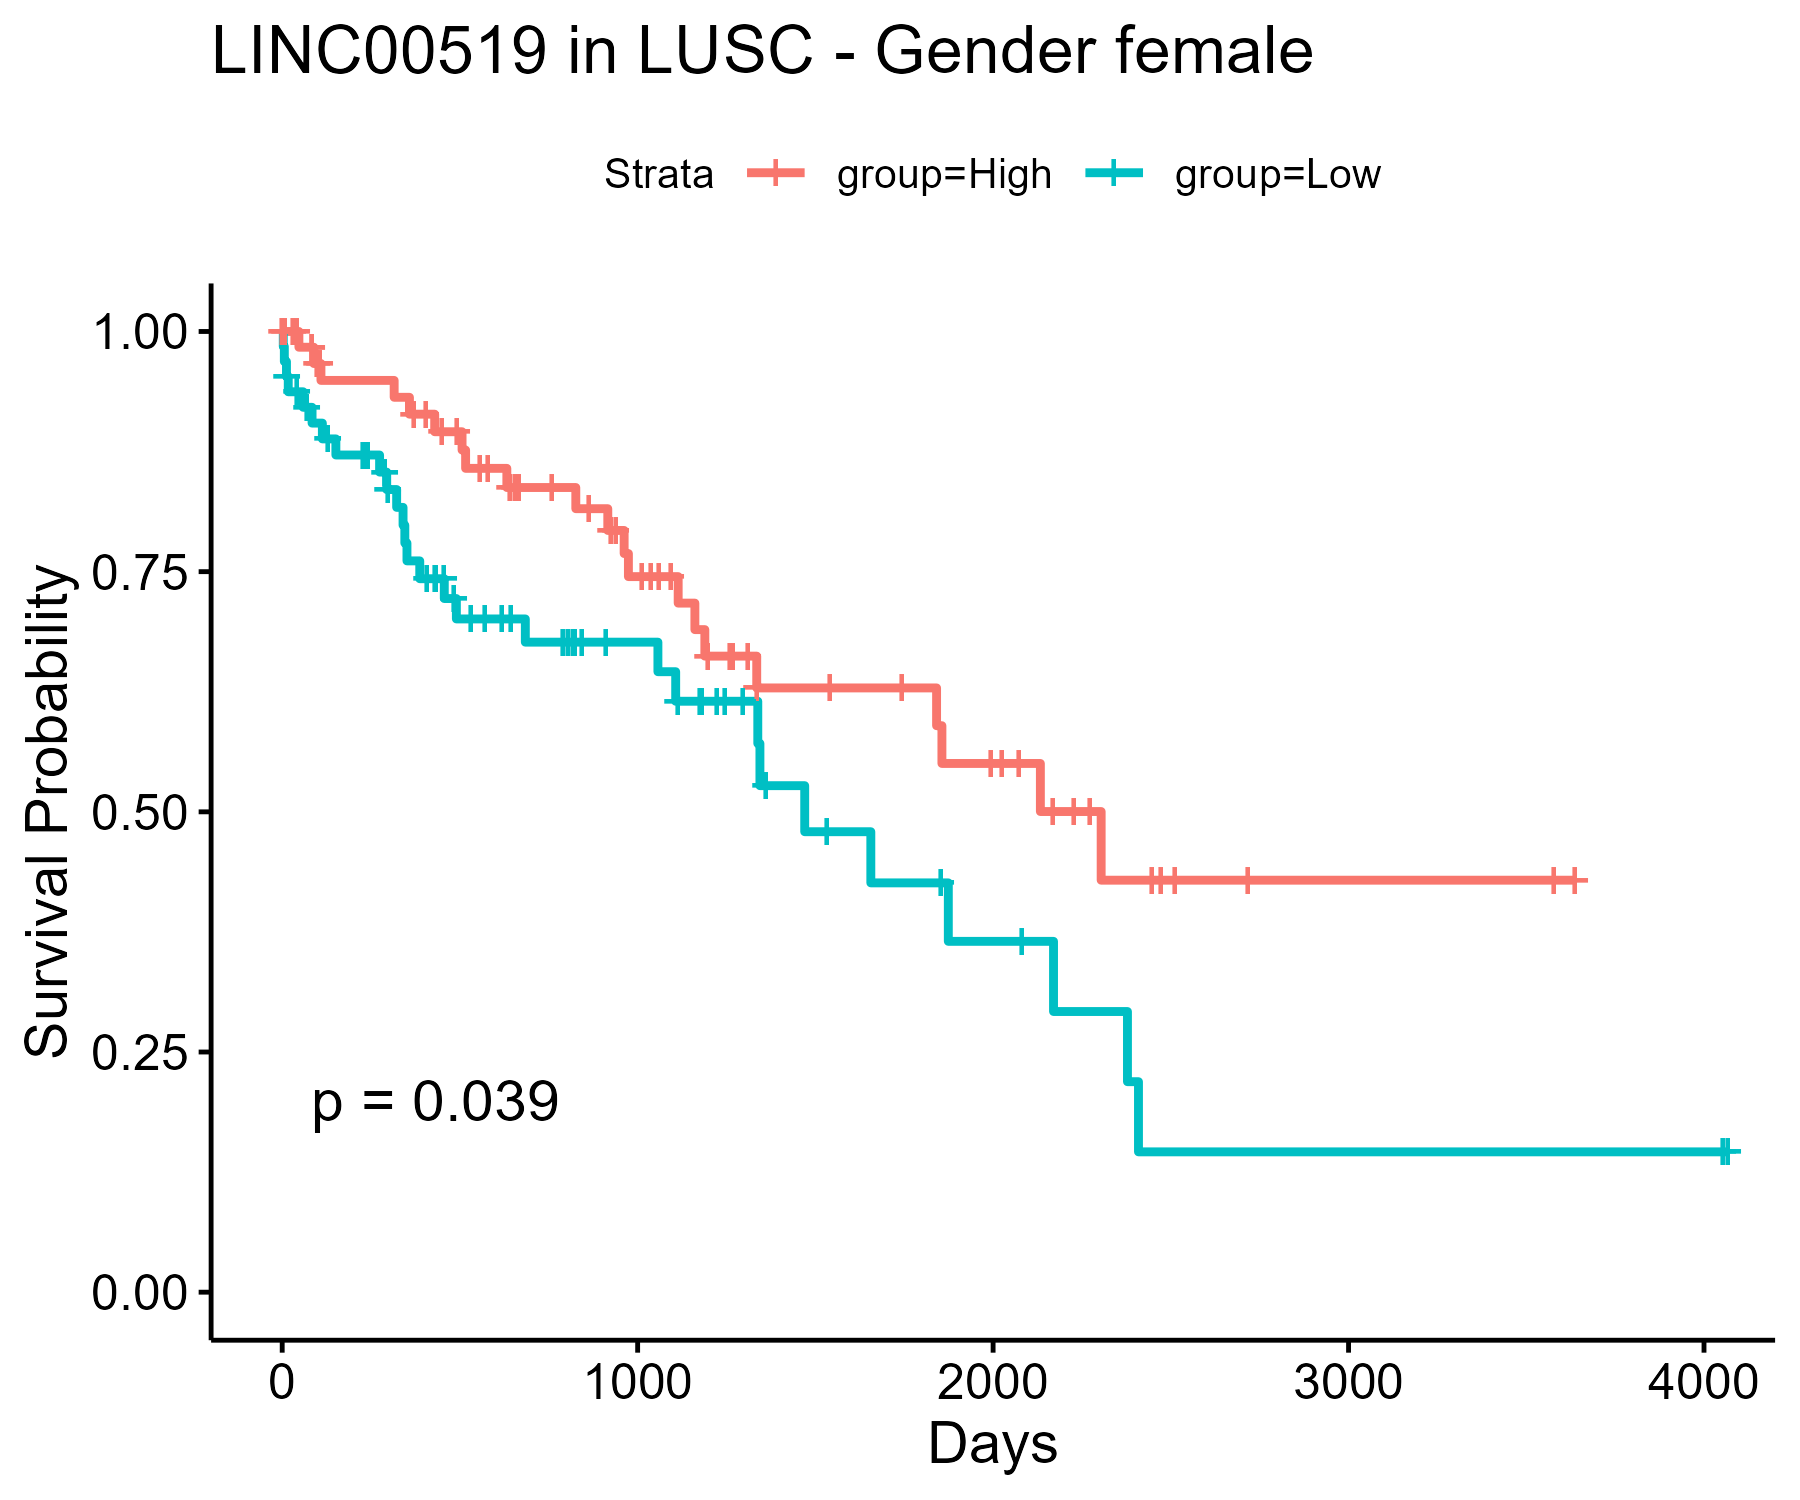 LINC00519 in LUSC - Gender female
Strata group=High group=Low
Survival Probability
1.00
0.75
0.50
0.25
0.00
p = 0.039
0 1000 2000 3000 4000
Days